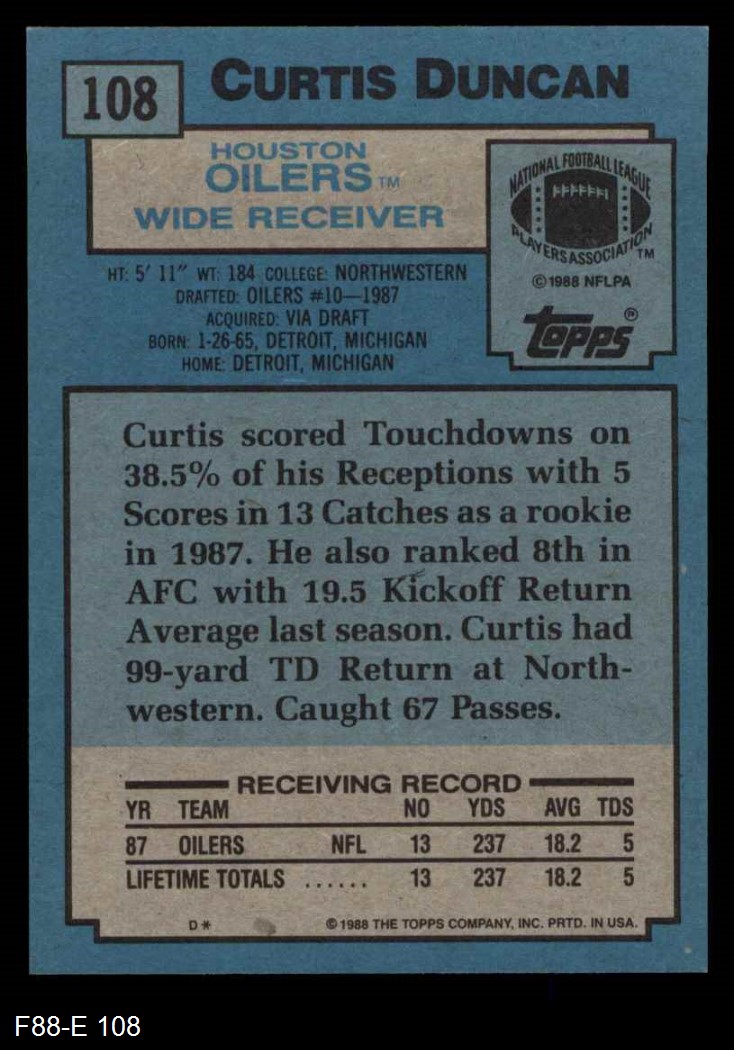 108
CURTIS DUNCAN
HOUSTON
OILERS TM
WIDE RECEIVER
NATIONAL FOOTBALL LEAGUE
PLAYERS ASSOCIATION TM
© 1988 NFLPA
Topps®
HT: 5' 11" WT: 184 COLLEGE: NORTHWESTERN
DRAFTED: OILERS #10—1987
ACQUIRED: VIA DRAFT
BORN: 1-26-65, DETROIT, MICHIGAN
HOME: DETROIT, MICHIGAN
Curtis scored Touchdowns on
38.5% of his Receptions with 5
Scores in 13 Catches as a rookie
in 1987. He also ranked 8th in
AFC with 19.5 Kickoff Return
Average last season. Curtis had
99-yard TD Return at North-
western. Caught 67 Passes.
RECEIVING RECORD
YR TEAM NO YDS AVG TDS
87 OILERS NFL 13 237 18.2 5
LIFETIME TOTALS ...... 13 237 18.2 5
D* © 1988 THE TOPPS COMPANY, INC. PRTD. IN USA.
F88-E 108